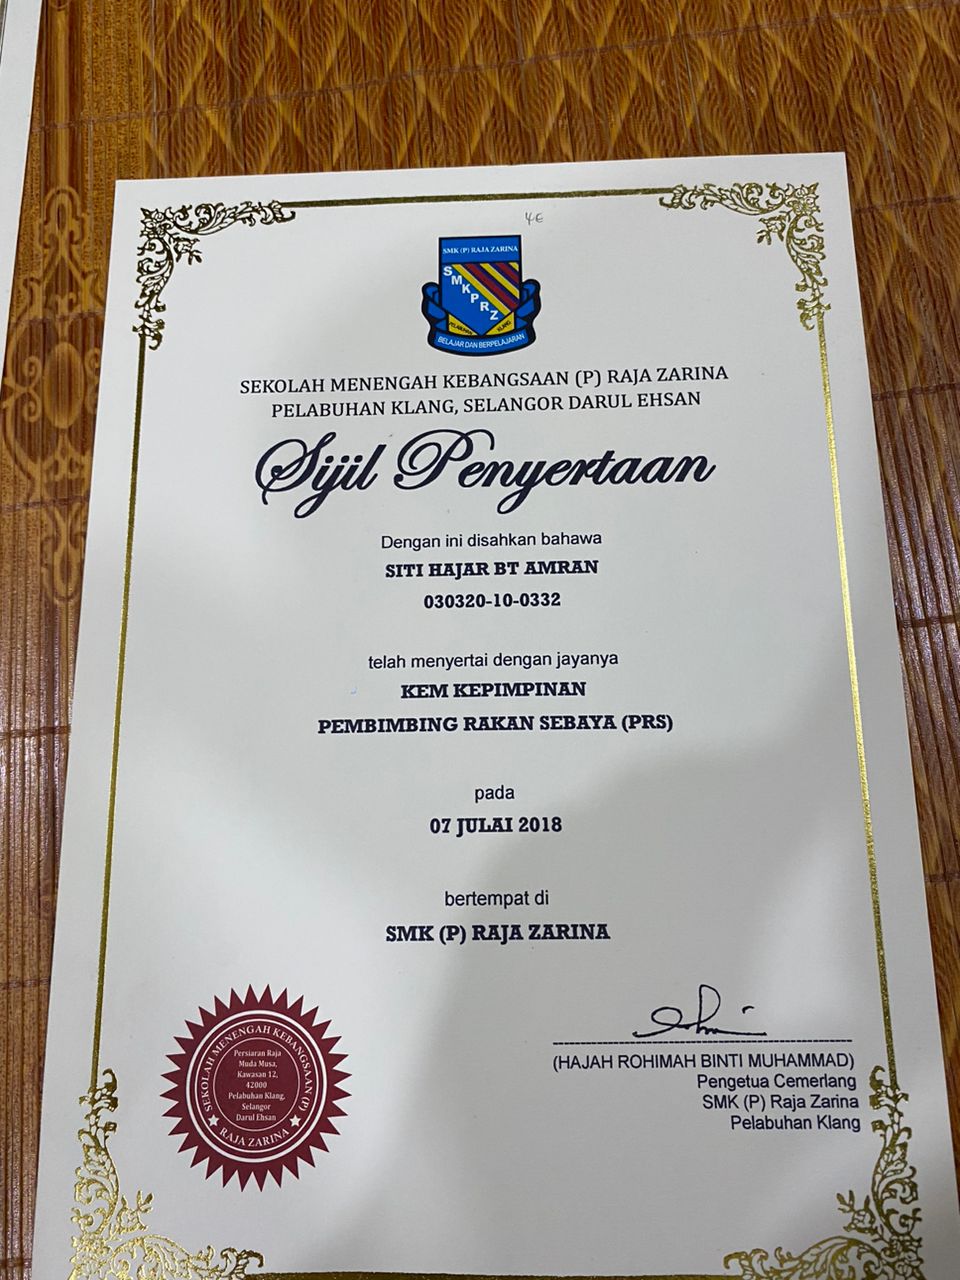 4E
SMK (P) RAJA ZARINA
SMKPRZ
PELABUHAN KLANG
BELAJAR DAN BERPELAJARAN
SEKOLAH MENENGAH KEBANGSAAN (P) RAJA ZARINA
PELABUHAN KLANG, SELANGOR DARUL EHSAN
Sijil Penyertaan
Dengan ini disahkan bahawa
SITI HAJAR BT AMRAN
030320-10-0332
telah menyertai dengan jayanya
KEM KEPIMPINAN
PEMBIMBING RAKAN SEBAYA (PRS)
pada
07 JULAI 2018
bertempat di
SMK (P) RAJA ZARINA
SEKOLAH MENENGAH KEBANGSAAN (P)
Persiaran Raja
Muda Musa,
Kawasan 12,
42000
Pelabuhan Klang,
Selangor
Darul Ehsan
RAJA ZARINA
(HAJAH ROHIMAH BINTI MUHAMMAD)
Pengetua Cemerlang
SMK (P) Raja Zarina
Pelabuhan Klang